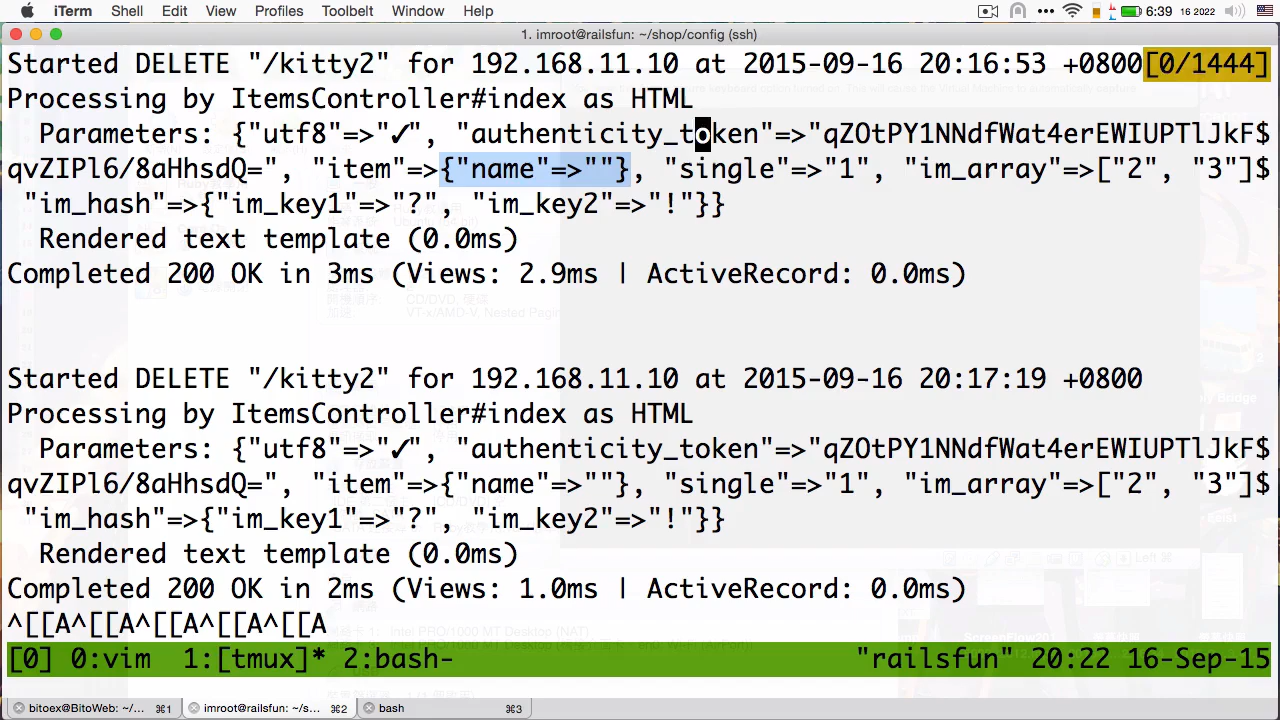 iTerm Shell Edit View Profiles Toolbelt Window Help 6:39 16 2022
1. imroot@railsfun: ~/shop/config (ssh)
Started DELETE "/kitty2" for 192.168.11.10 at 2015-09-16 20:16:53 +0800[0/1444]
Processing by ItemsController#index as HTML
Parameters: {"utf8"=>"✓", "authenticity_token"=>"qZOtPY1NNdfWat4erEWIUPTlJkF$
qvZIPl6/8aHhsdQ=", "item"=>{"name"=>""}, "single"=>"1", "im_array"=>["2", "3"]$
"im_hash"=>{"im_key1"=>"?", "im_key2"=>"!"}}
Rendered text template (0.0ms)
Completed 200 OK in 3ms (Views: 2.9ms | ActiveRecord: 0.0ms)
Started DELETE "/kitty2" for 192.168.11.10 at 2015-09-16 20:17:19 +0800
Processing by ItemsController#index as HTML
Parameters: {"utf8"=>"✓", "authenticity_token"=>"qZOtPY1NNdfWat4erEWIUPTlJkF$
qvZIPl6/8aHhsdQ=", "item"=>{"name"=>""}, "single"=>"1", "im_array"=>["2", "3"]$
"im_hash"=>{"im_key1"=>"?", "im_key2"=>"!"}}
Rendered text template (0.0ms)
Completed 200 OK in 2ms (Views: 1.0ms | ActiveRecord: 0.0ms)
^[[A^[[A^[[A^[[A^[[A
[0] 0:vim 1:[tmux]* 2:bash- "railsfun" 20:22 16-Sep-15
bitoex@BitoWeb: ~/... ⌘1 imroot@railsfun: ~/s... ⌘2 bash ⌘3